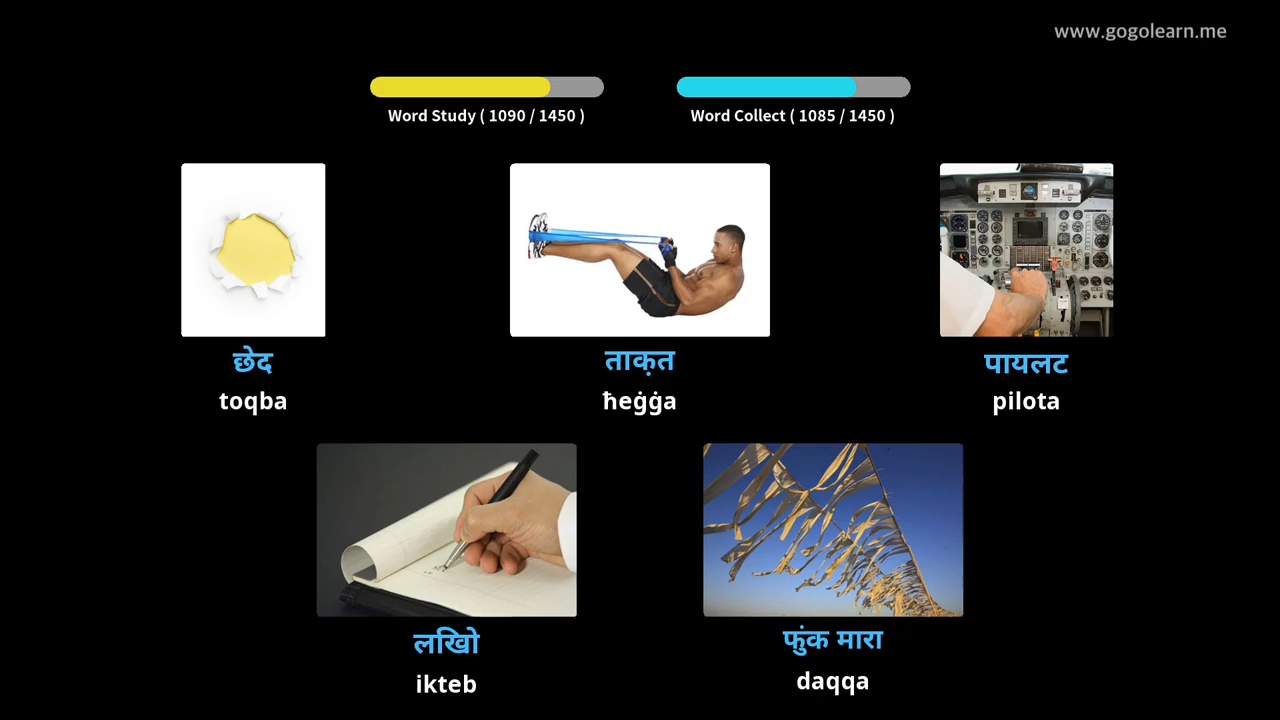 www.gogolearn.me
Word Study ( 1090 / 1450 )
Word Collect ( 1085 / 1450 )
छेद
toqba
ताक़त
ħeġġa
पायलट
pilota
लिखो
ikteb
फुंक मारा
daqqa